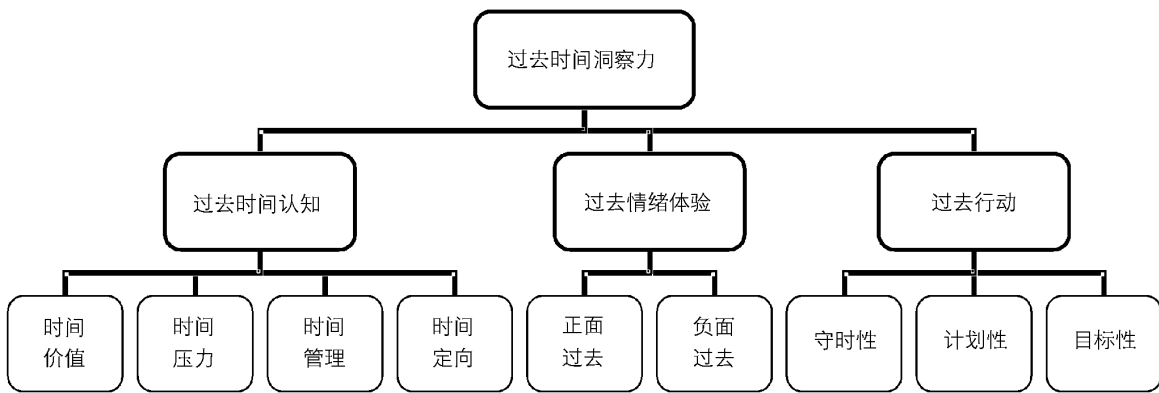 过去时间洞察力
过去时间认知
过去情绪体验
过去行动
时间
价值
时间
压力
时间
管理
时间
定向
正面
过去
负面
过去
守时性
计划性
目标性